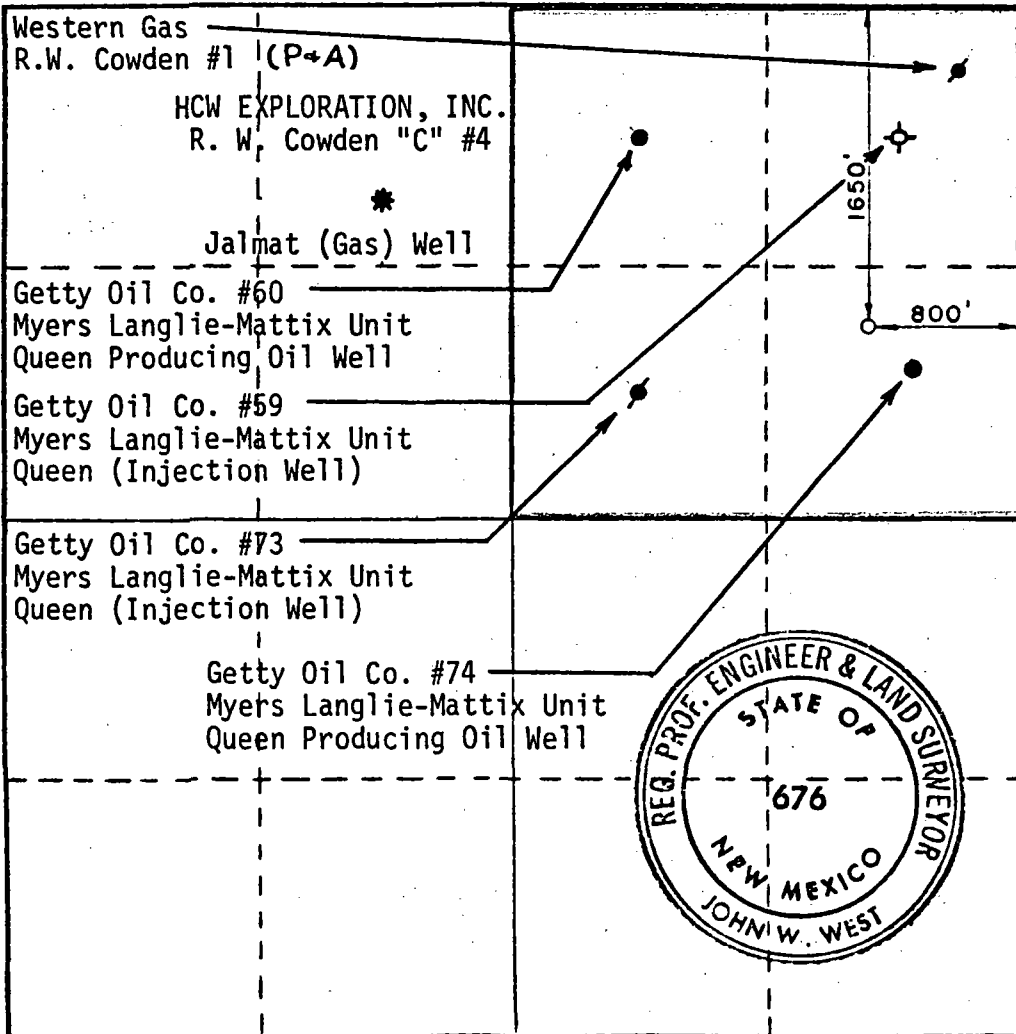 Western Gas
R.W. Cowden #1 (P&A)
HCW EXPLORATION, INC.
R. W. Cowden "C" #4
Jalmat (Gas) Well
1650'
800'
Getty Oil Co. #60
Myers Langlie-Mattix Unit
Queen Producing Oil Well
Getty Oil Co. #59
Myers Langlie-Mattix Unit
Queen (Injection Well)
Getty Oil Co. #73
Myers Langlie-Mattix Unit
Queen (Injection Well)
Getty Oil Co. #74
Myers Langlie-Mattix Unit
Queen Producing Oil Well
REG. PROF. ENGINEER & LAND SURVEYOR
STATE OF
676
NEW MEXICO
JOHN W. WEST